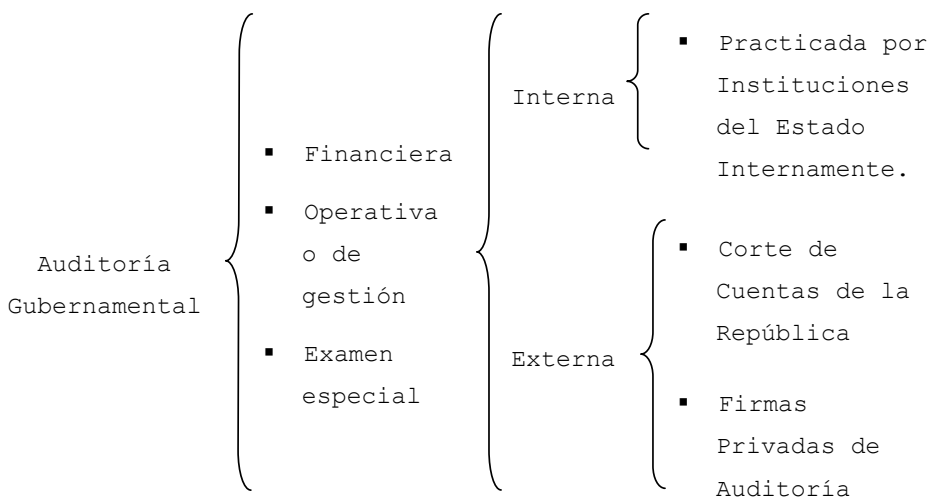 Auditoría
Gubernamental
▪ Financiera
▪ Operativa
o de
gestión
▪ Examen
especial
Interna
▪ Practicada por
Instituciones
del Estado
Internamente.
Externa
▪ Corte de
Cuentas de la
República
▪ Firmas
Privadas de
Auditoría